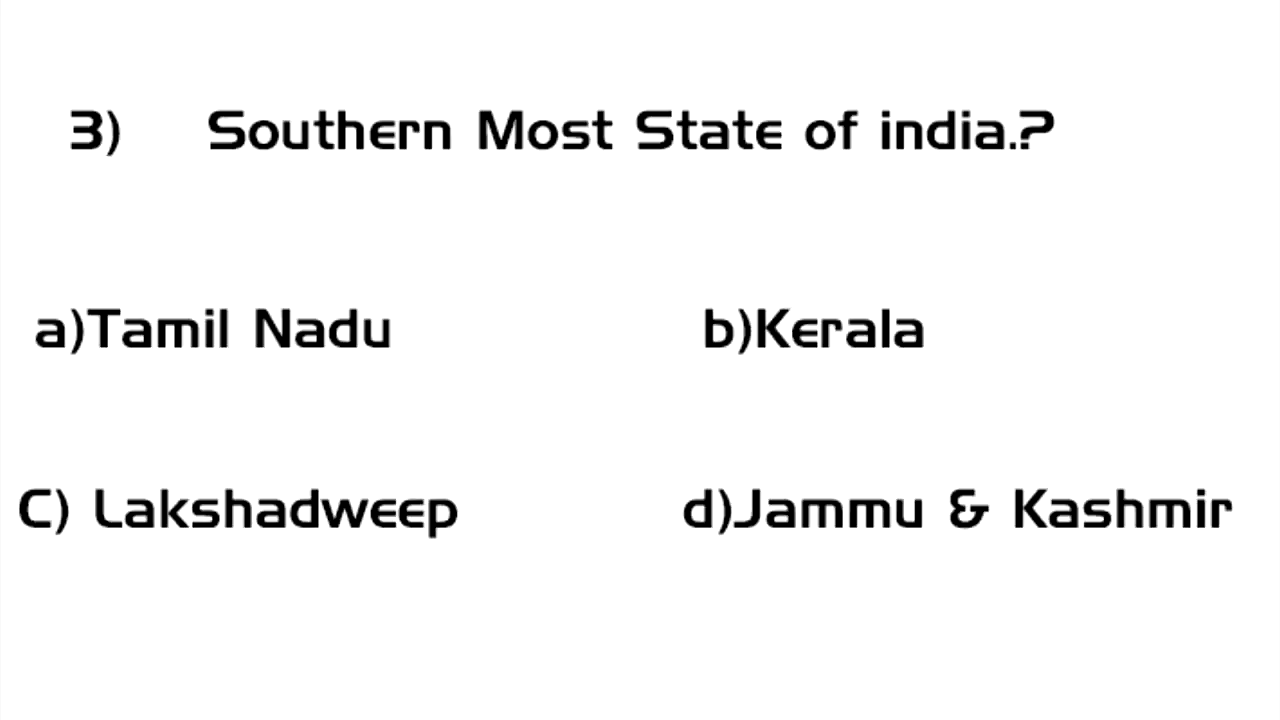 3) Southern Most State of india.?
a)Tamil Nadu b)Kerala
C) Lakshadweep d)Jammu & Kashmir